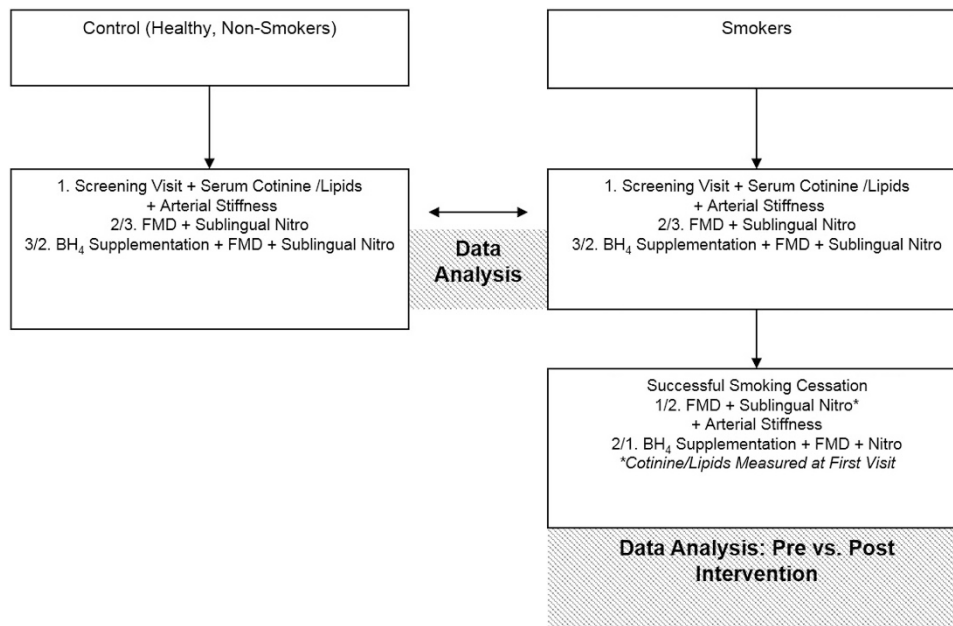 Control (Healthy, Non-Smokers)
Smokers
1. Screening Visit + Serum Cotinine /Lipids
+ Arterial Stiffness
2/3. FMD + Sublingual Nitro
3/2. BH₄ Supplementation + FMD + Sublingual Nitro
Data
Analysis
1. Screening Visit + Serum Cotinine /Lipids
+ Arterial Stiffness
2/3. FMD + Sublingual Nitro
3/2. BH₄ Supplementation + FMD + Sublingual Nitro
Successful Smoking Cessation
1/2. FMD + Sublingual Nitro*
+ Arterial Stiffness
2/1. BH₄ Supplementation + FMD + Nitro
*Cotinine/Lipids Measured at First Visit
Data Analysis: Pre vs. Post
Intervention